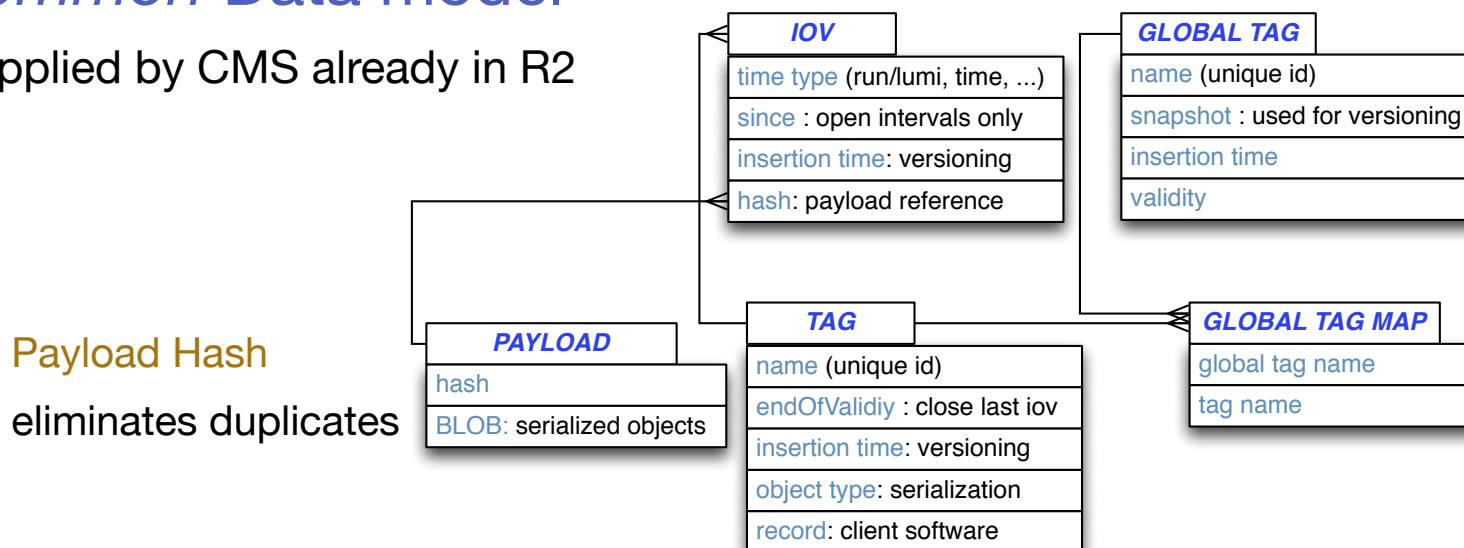 Data model
applied by CMS already in R2
IOV
time type (run/lumi, time, ...)
since : open intervals only
insertion time: versioning
hash: payload reference
GLOBAL TAG
name (unique id)
snapshot : used for versioning
insertion time
validity
Payload Hash
eliminates duplicates
PAYLOAD
hash
BLOB: serialized objects
TAG
name (unique id)
endOfValidiy : close last iov
insertion time: versioning
object type: serialization
record: client software
GLOBAL TAG MAP
global tag name
tag name